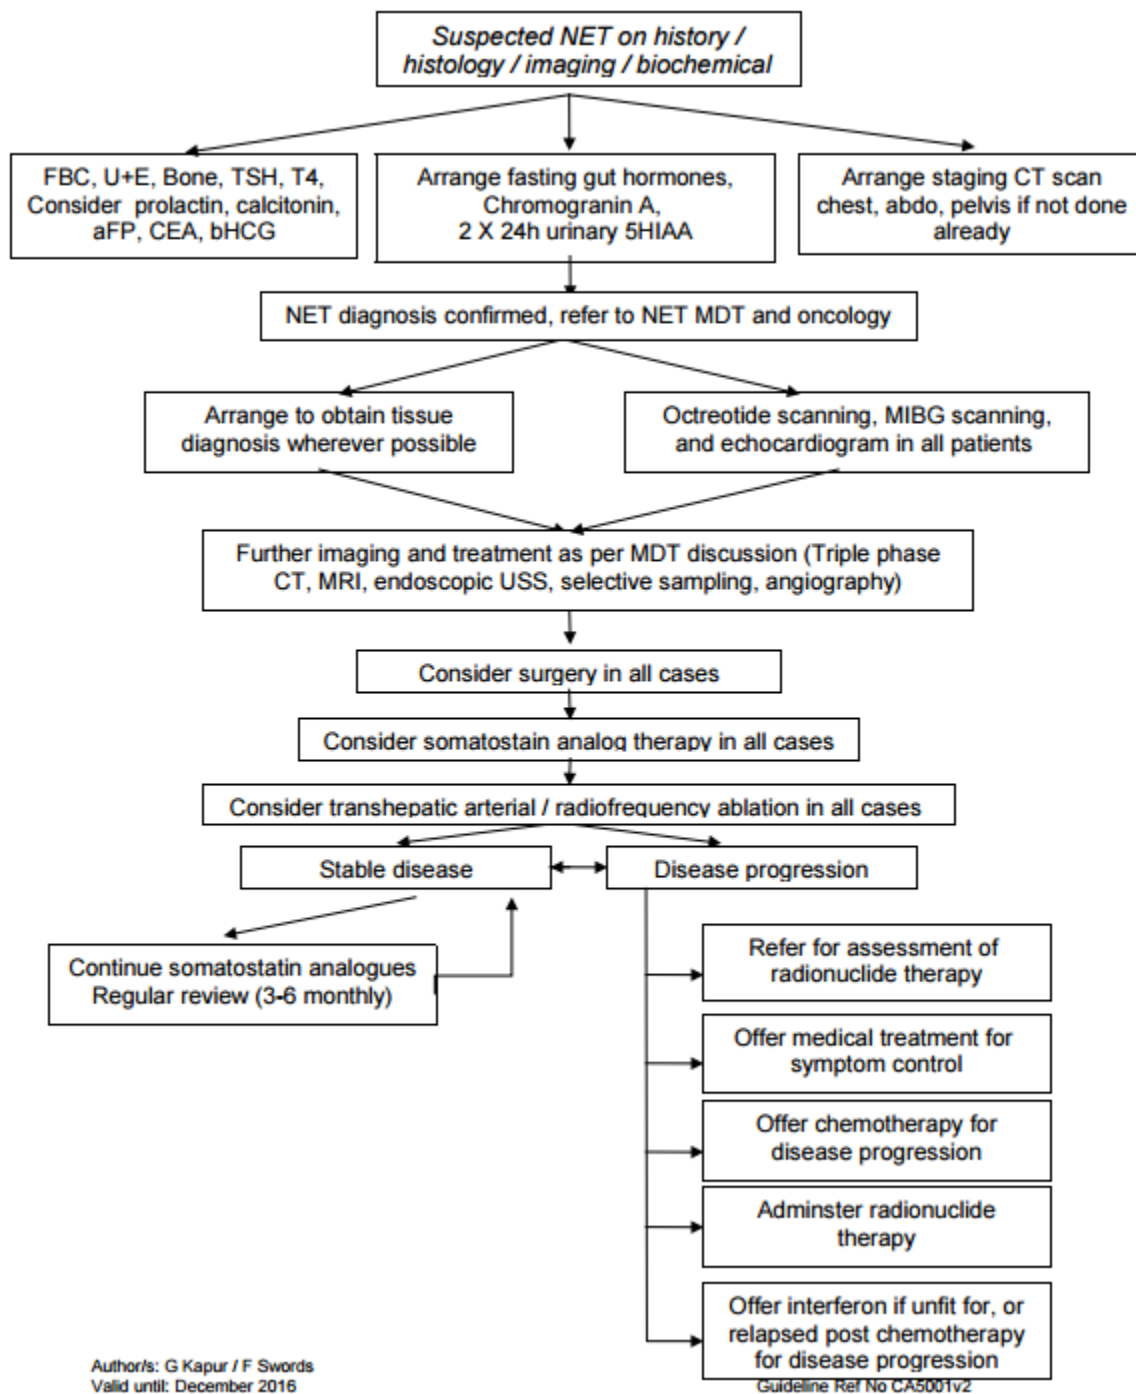 Suspected NET on history /
histology / imaging / biochemical
FBC, U+E, Bone, TSH, T4,
Consider prolactin, calcitonin,
aFP, CEA, bHCG
Arrange fasting gut hormones,
Chromogranin A,
2 X 24h urinary 5HIAA
Arrange staging CT scan
chest, abdo, pelvis if not done
already
NET diagnosis confirmed, refer to NET MDT and oncology
Arrange to obtain tissue
diagnosis wherever possible
Octreotide scanning, MIBG scanning,
and echocardiogram in all patients
Further imaging and treatment as per MDT discussion (Triple phase
CT, MRI, endoscopic USS, selective sampling, angiography)
Consider surgery in all cases
Consider somatostain analog therapy in all cases
Consider transhepatic arterial / radiofrequency ablation in all cases
Stable disease
Disease progression
Continue somatostatin analogues
Regular review (3-6 monthly)
Refer for assessment of
radionuclide therapy
Offer medical treatment for
symptom control
Offer chemotherapy for
disease progression
Adminster radionuclide
therapy
Offer interferon if unfit for, or
relapsed post chemotherapy
for disease progression
Author/s: G Kapur / F Swords
Valid until: December 2016
Guideline Ref No CA5001v2